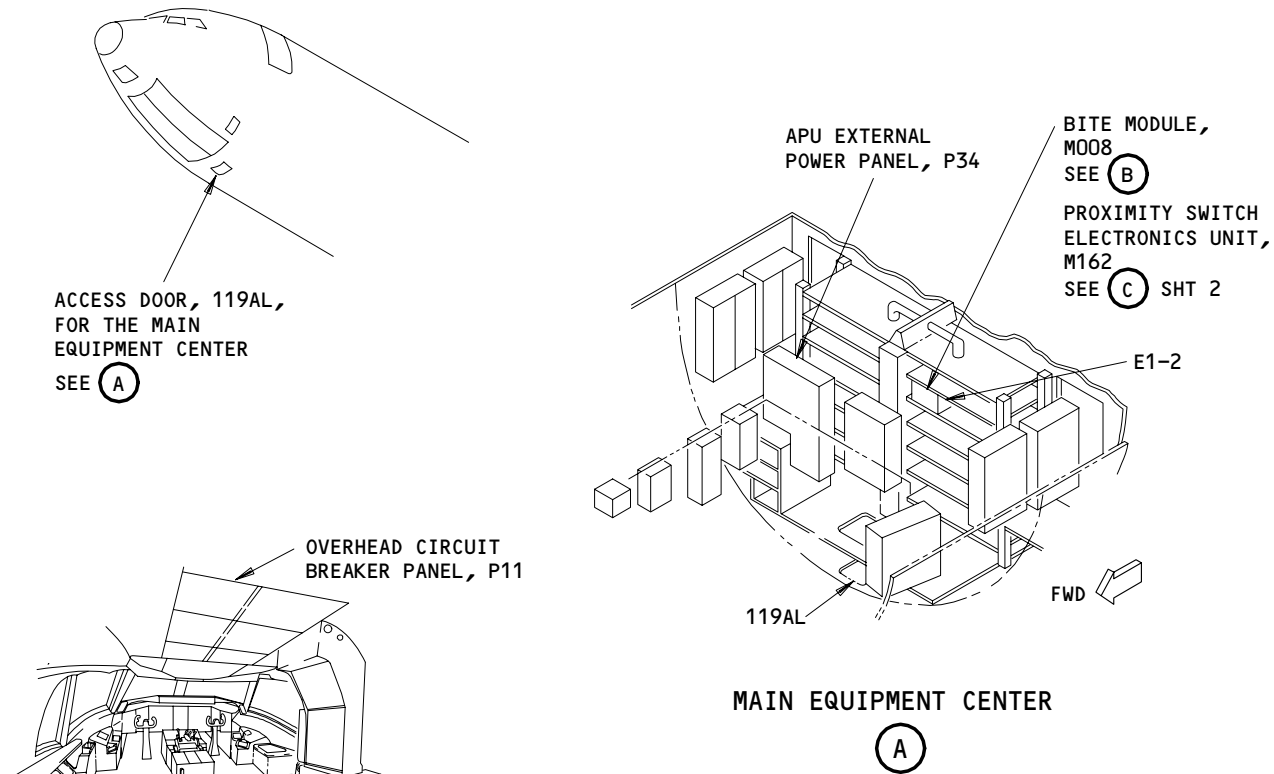 ACCESS DOOR, 119AL,
FOR THE MAIN
EQUIPMENT CENTER
SEE A
APU EXTERNAL
POWER PANEL, P34
BITE MODULE,
M008
SEE B
PROXIMITY SWITCH
ELECTRONICS UNIT,
M162
SEE C SHT 2
E1-2
119AL
FWD
MAIN EQUIPMENT CENTER
A
OVERHEAD CIRCUIT
BREAKER PANEL, P11